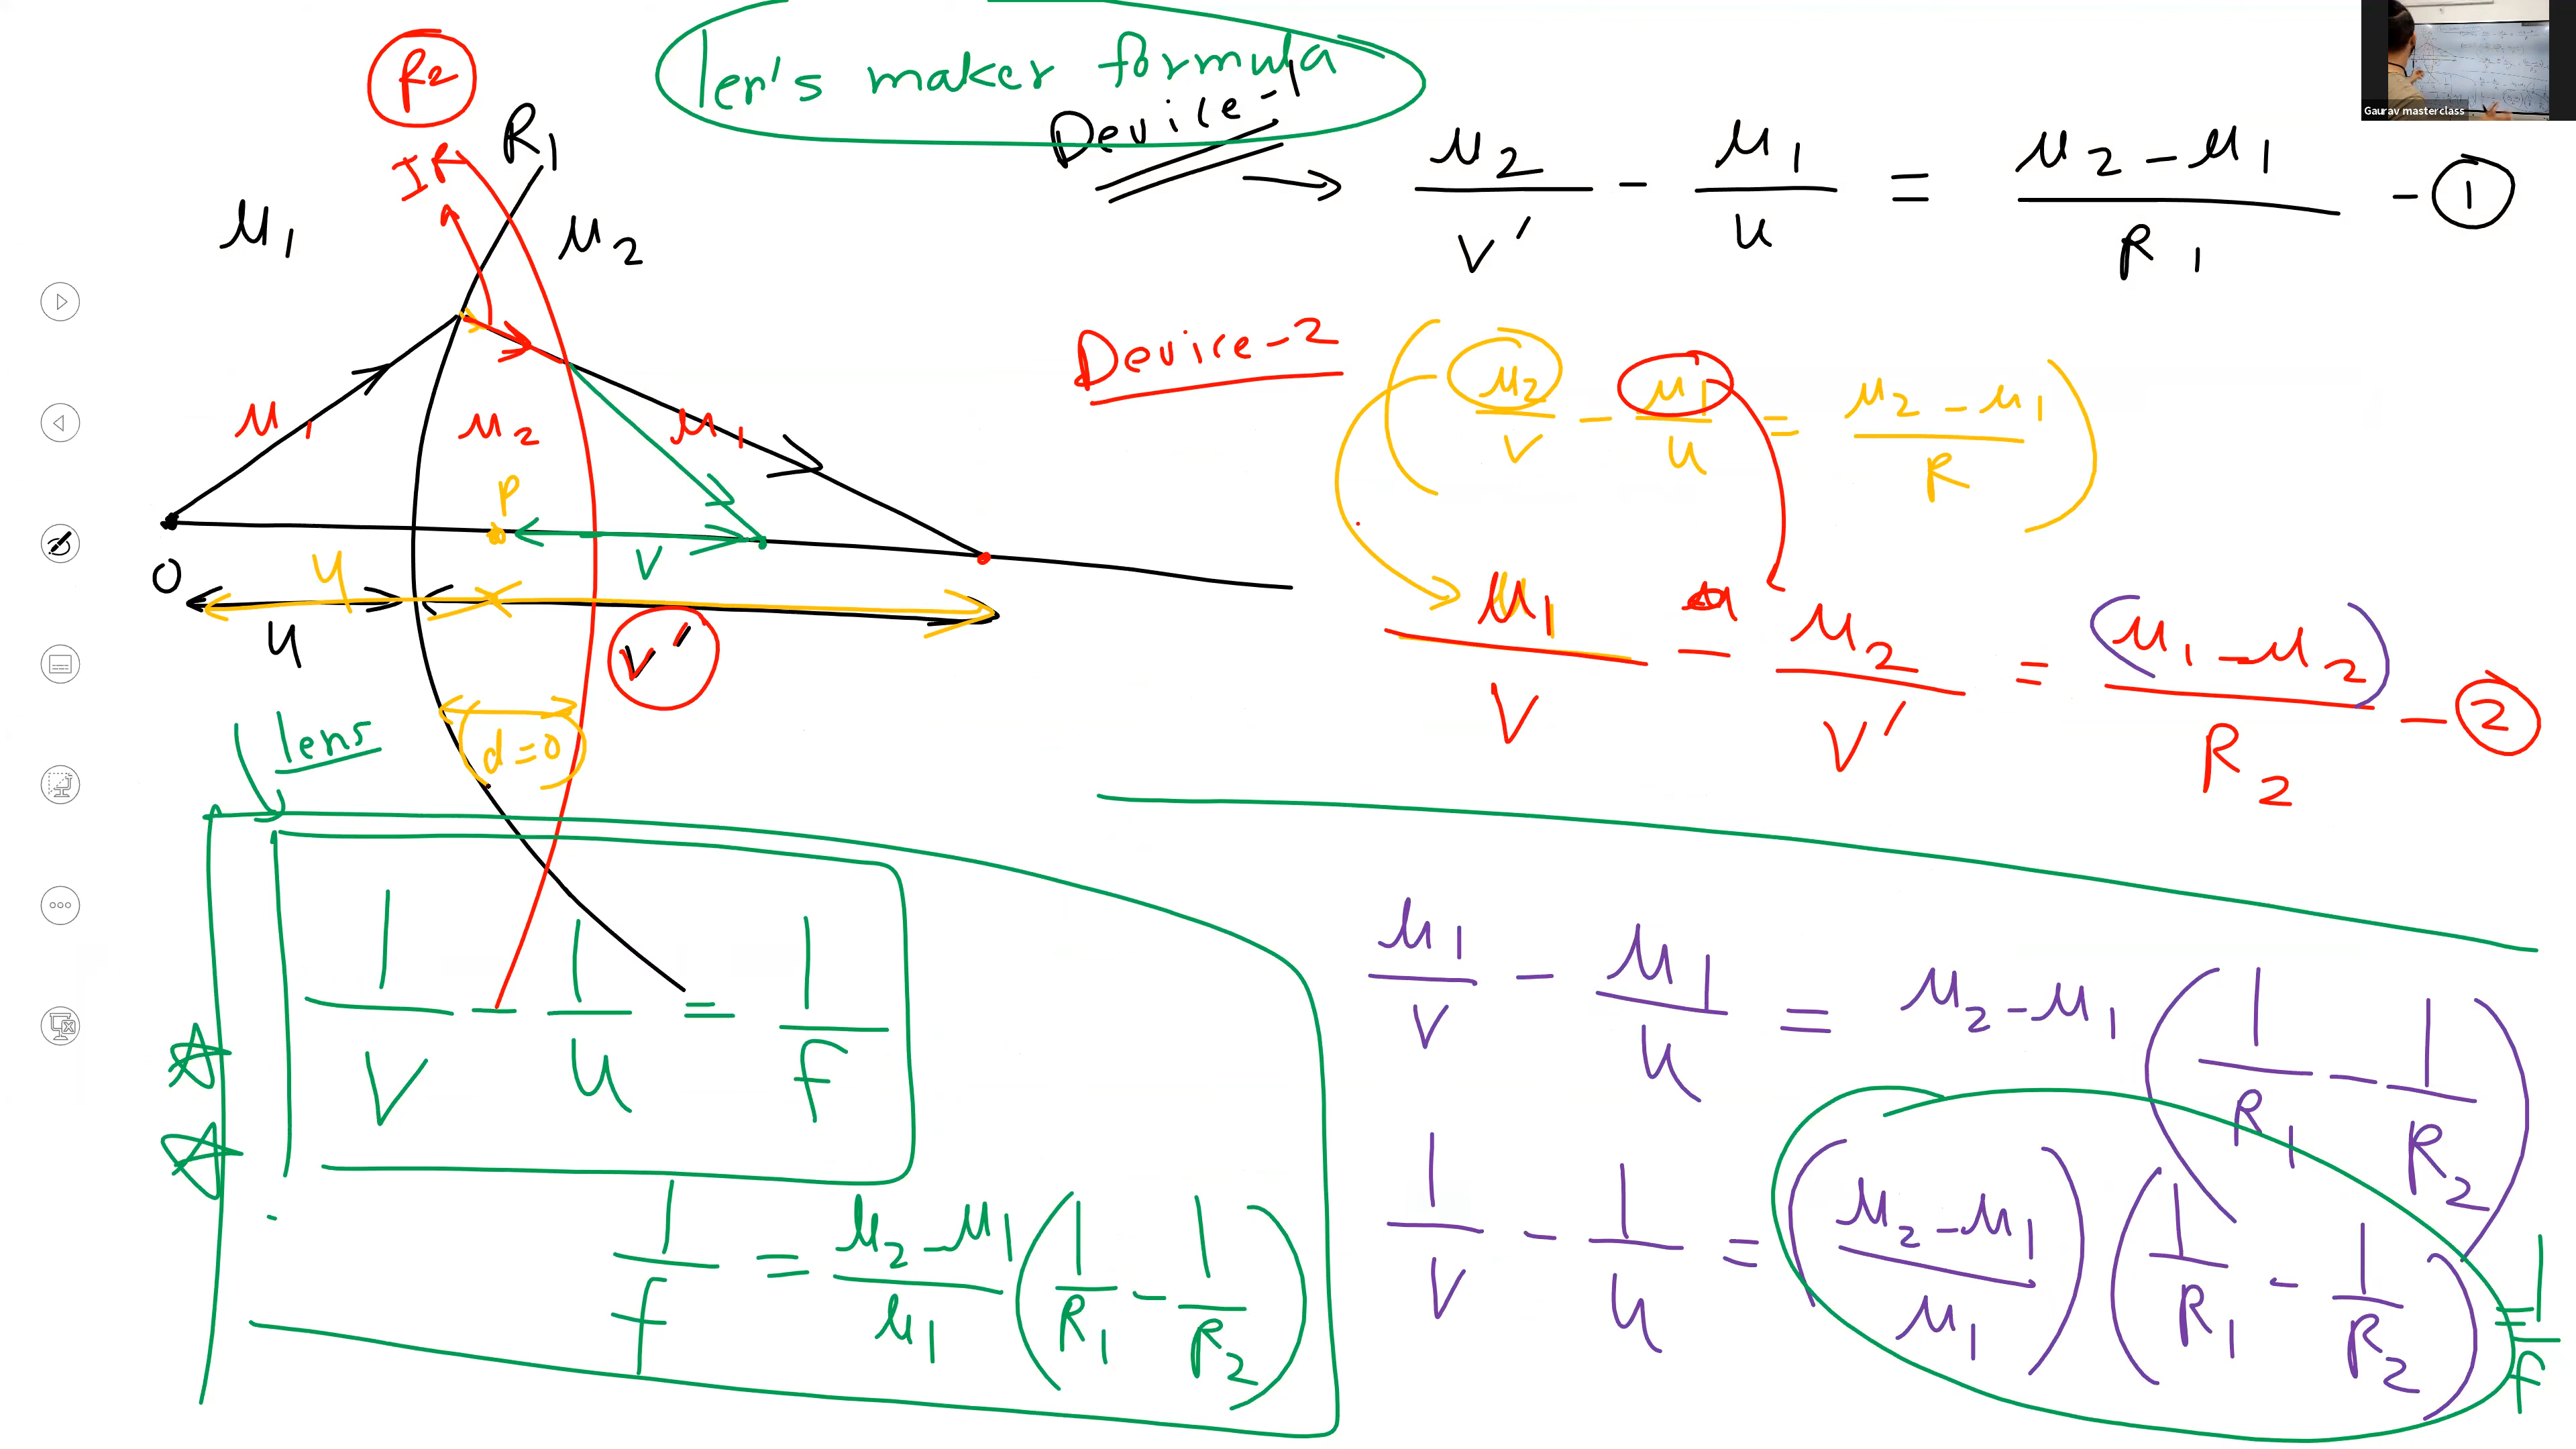 len's maker formula
Gaurav masterclass
R2
R1
IR
μ1
μ2
Device-1 → μ2/v' - μ1/u = (μ2 - μ1)/R1 - ①
Device-2 (μ2/v - μ1/u = (μ2 - μ1)/R)
μ1
μ2
μ1
P
O
u
v
u
v'
μ1/v - μ2/v' = (μ1 - μ2)/R2 - ②
d=0
lens
1/v - 1/u = 1/f
1/f = (μ2 - μ1)/μ1 (1/R1 - 1/R2)
μ1/v - μ1/u = μ2 - μ1 (1/R1 - 1/R2)
1/v - 1/u = ((μ2 - μ1)/μ1) (1/R1 - 1/R2) = 1/f